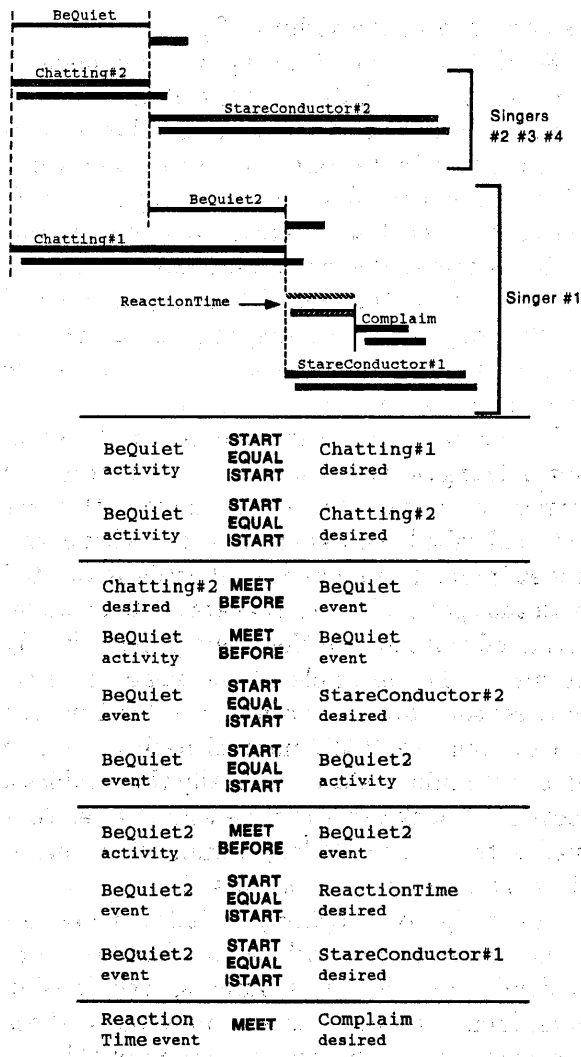 BeQuiet
Chatting#2
StareConductor#2
Singers
#2 #3 #4
BeQuiet2
Chatting#1
ReactionTime
Singer #1
Complaim
StareConductor#1
BeQuiet START Chatting#1
activity EQUAL desired
ISTART
BeQuiet START Chatting#2
activity EQUAL desired
ISTART
Chatting#2 MEET BeQuiet
desired BEFORE event
BeQuiet MEET BeQuiet
activity BEFORE event
BeQuiet START StareConductor#2
event EQUAL desired
ISTART
BeQuiet START BeQuiet2
event EQUAL activity
ISTART
BeQuiet2 MEET BeQuiet2
activity BEFORE event
BeQuiet2 START ReactionTime
event EQUAL desired
ISTART
BeQuiet2 START StareConductor#1
event EQUAL desired
ISTART
Reaction MEET Complaim
Time event desired